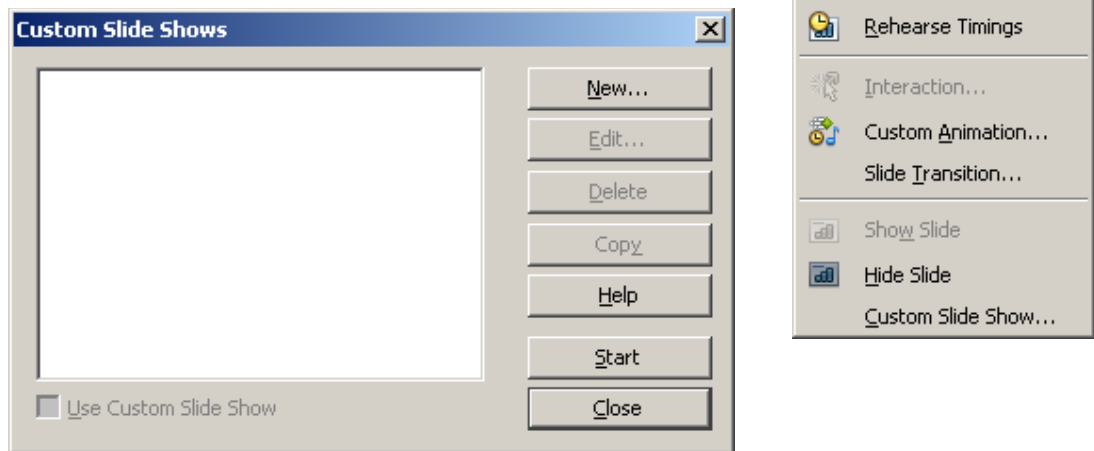 Custom Slide Shows
New...
Edit...
Delete
Copy
Help
Start
Use Custom Slide Show
Close
Rehearse Timings
Interaction...
Custom Animation...
Slide Transition...
Show Slide
Hide Slide
Custom Slide Show...